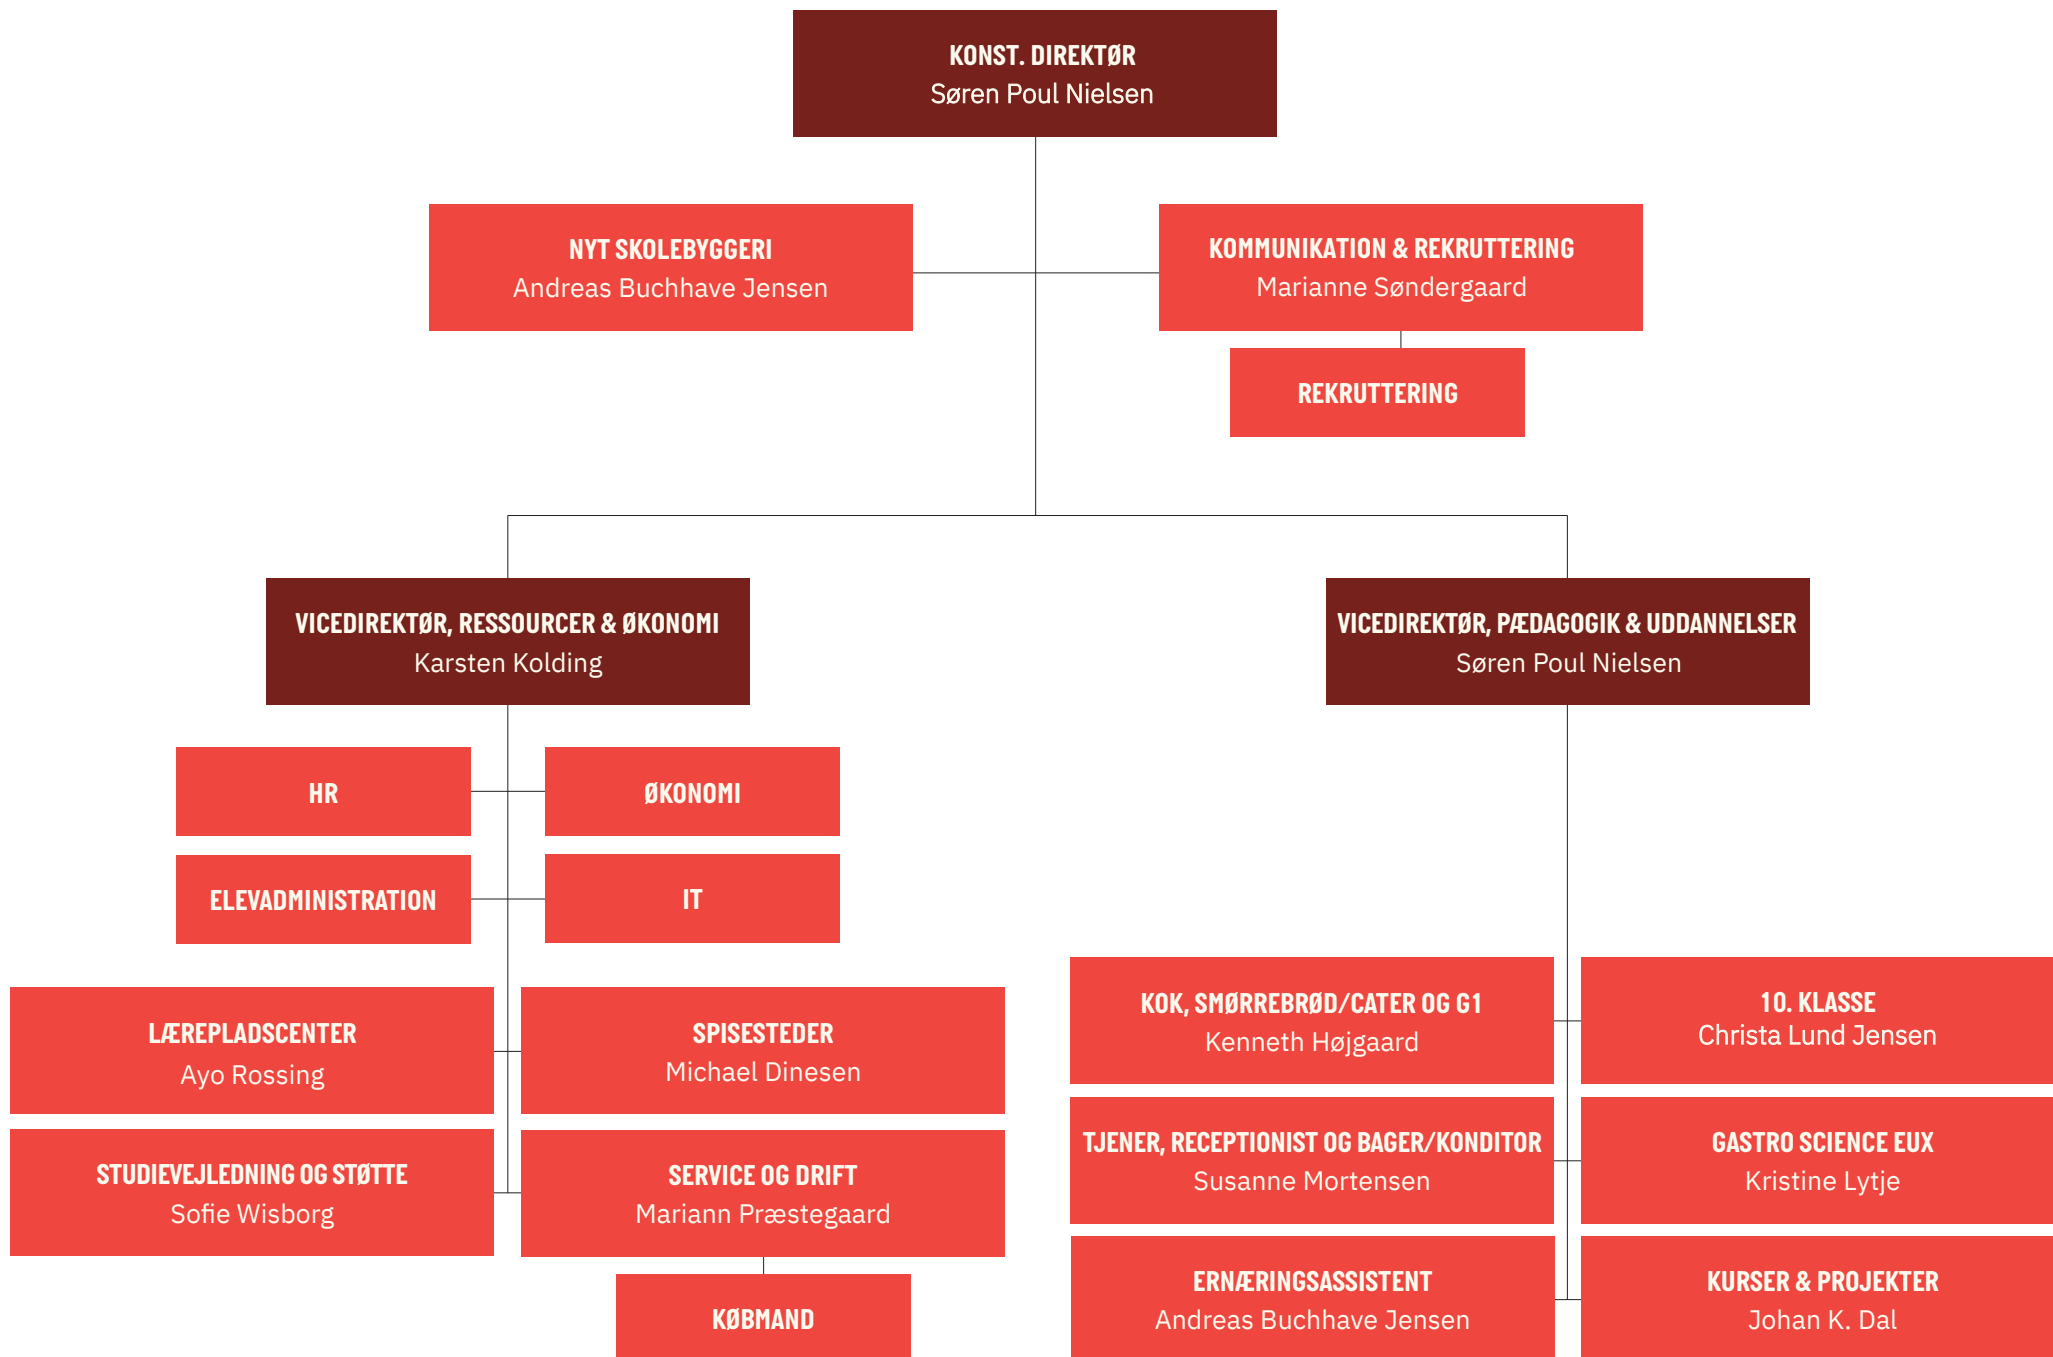 KONST. DIREKTØR
Søren Poul Nielsen
NYT SKOLEBYGGERI
Andreas Buchhave Jensen
KOMMUNIKATION & REKRUTTERING
Marianne Søndergaard
REKRUTTERING
VICEDIREKTØR, RESSOURCER & ØKONOMI
Karsten Kolding
VICEDIREKTØR, PÆDAGOGIK & UDDANNELSER
Søren Poul Nielsen
HR
ØKONOMI
ELEVADMINISTRATION
IT
LÆREPLADSCENTER
Ayo Rossing
SPISESTEDER
Michael Dinesen
STUDIEVEJLEDNING OG STØTTE
Sofie Wisborg
SERVICE OG DRIFT
Mariann Præstegaard
KØBMAND
KOK, SMØRREBRØD/CATER OG G1
Kenneth Højgaard
10. KLASSE
Christa Lund Jensen
TJENER, RECEPTIONIST OG BAGER/KONDITOR
Susanne Mortensen
GASTRO SCIENCE EUX
Kristine Lytje
ERNÆRINGSASSISTENT
Andreas Buchhave Jensen
KURSER & PROJEKTER
Johan K. Dal